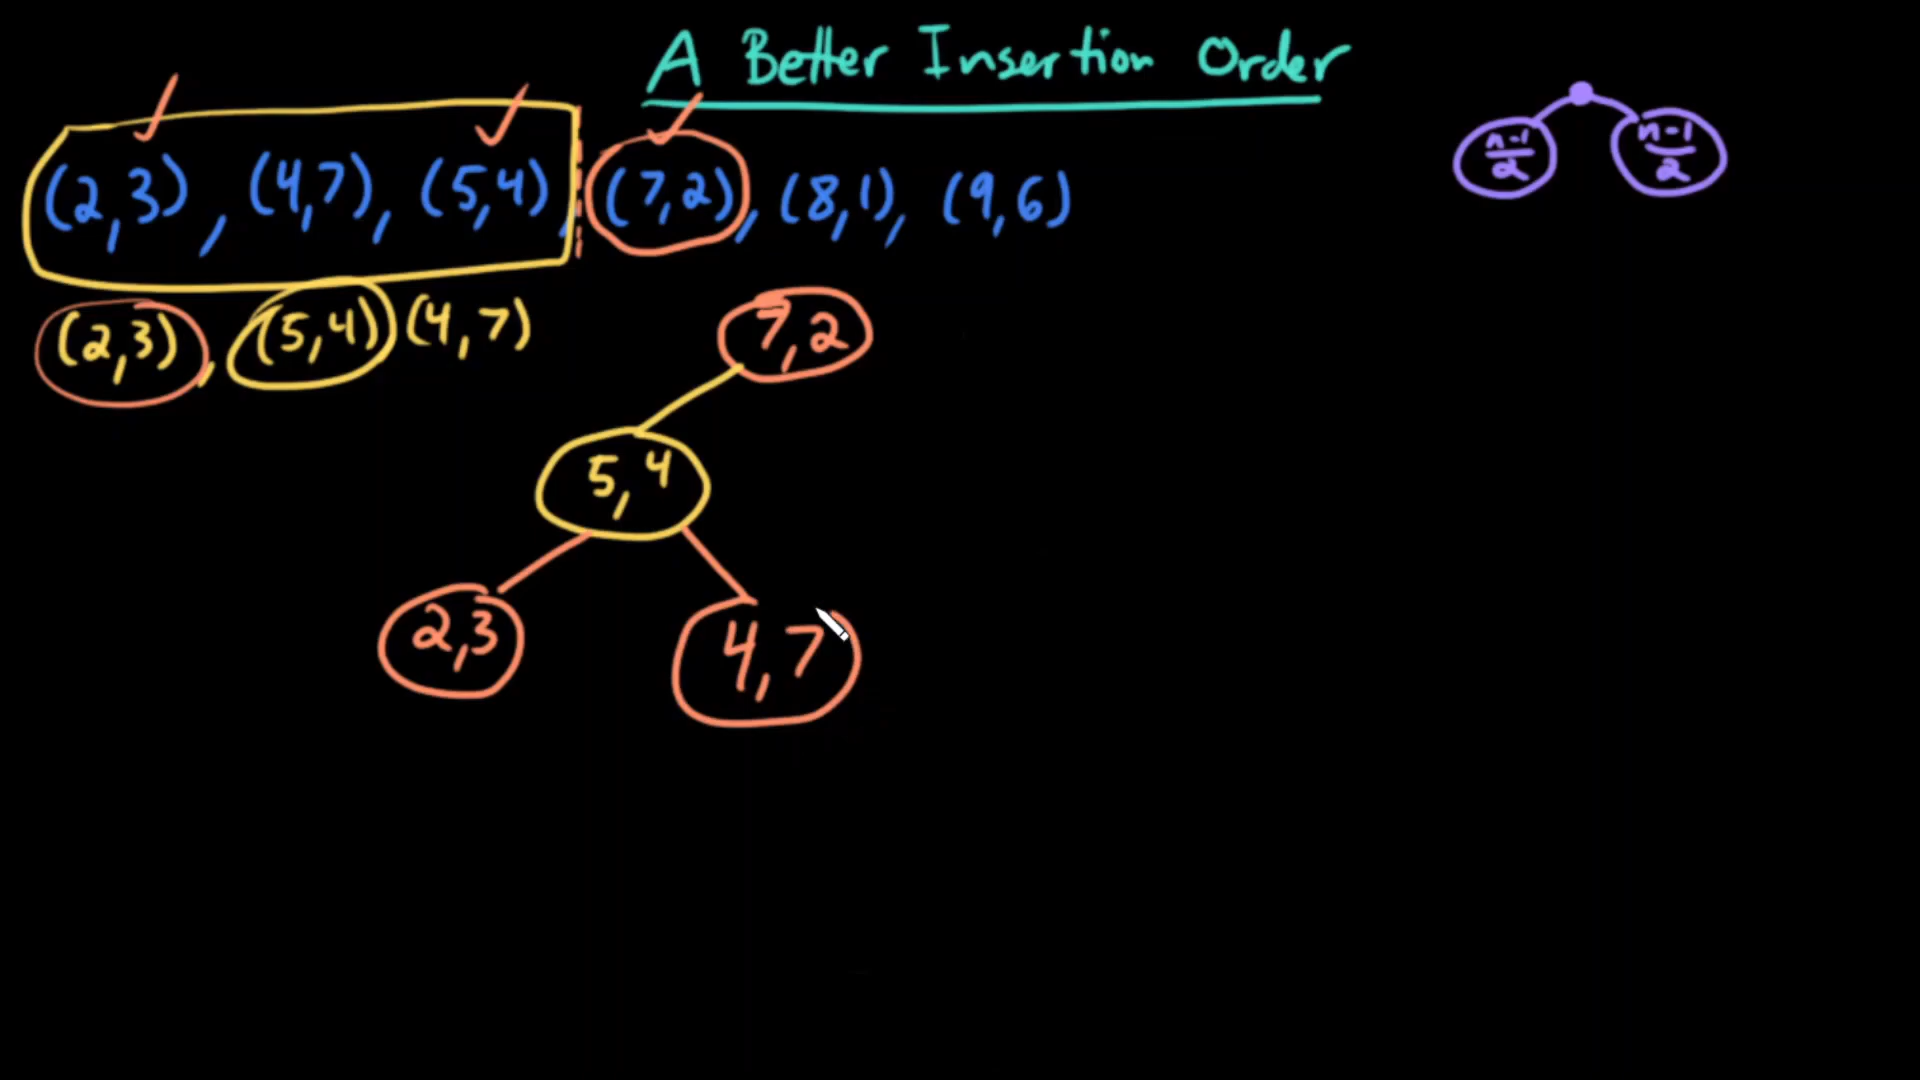 A Better Insertion Order
n-1
2
n-1
2
(2,3), (4,7), (5,4), (7,2), (8,1), (9,6)
(2,3), (5,4) (4,7)
7,2
5,4
2,3
4,7